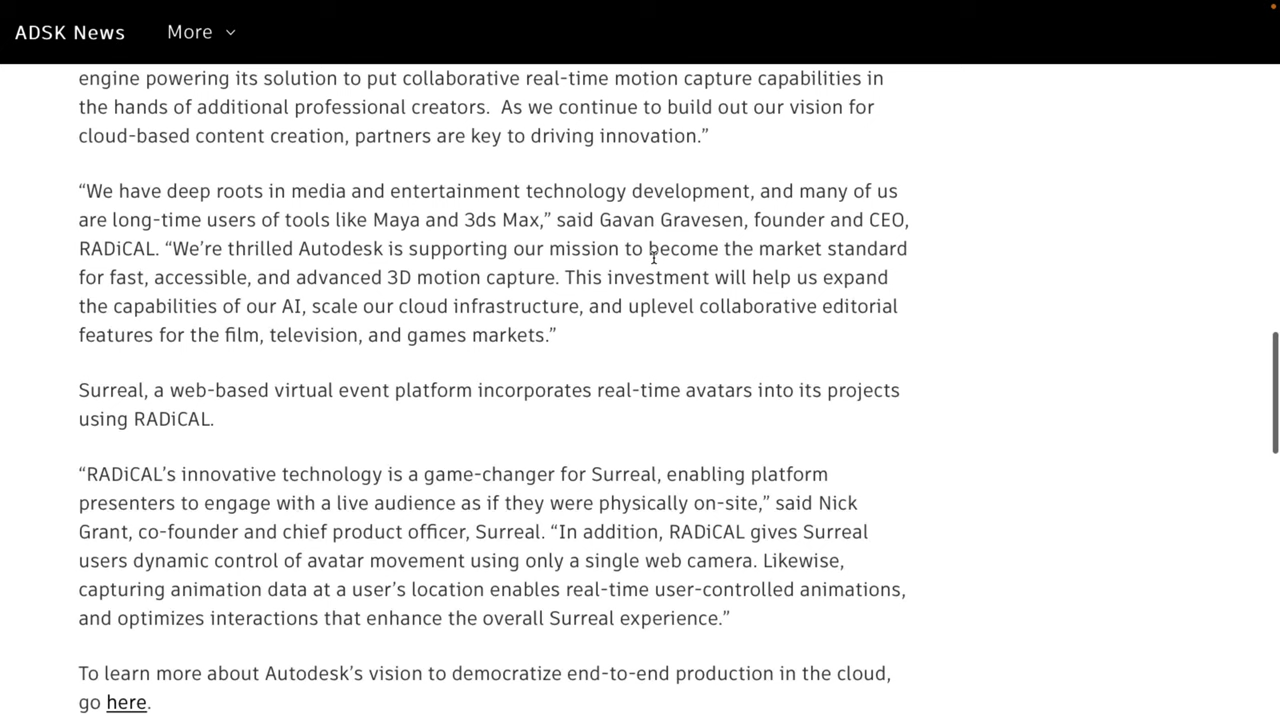 ADSK News More
engine powering its solution to put collaborative real-time motion capture capabilities in
the hands of additional professional creators.  As we continue to build out our vision for
cloud-based content creation, partners are key to driving innovation.”
“We have deep roots in media and entertainment technology development, and many of us
are long-time users of tools like Maya and 3ds Max,” said Gavan Gravesen, founder and CEO,
RADiCAL. “We’re thrilled Autodesk is supporting our mission to become the market standard
for fast, accessible, and advanced 3D motion capture. This investment will help us expand
the capabilities of our AI, scale our cloud infrastructure, and uplevel collaborative editorial
features for the film, television, and games markets.”
Surreal, a web-based virtual event platform incorporates real-time avatars into its projects
using RADiCAL.
“RADiCAL’s innovative technology is a game-changer for Surreal, enabling platform
presenters to engage with a live audience as if they were physically on-site,” said Nick
Grant, co-founder and chief product officer, Surreal. “In addition, RADiCAL gives Surreal
users dynamic control of avatar movement using only a single web camera. Likewise,
capturing animation data at a user’s location enables real-time user-controlled animations,
and optimizes interactions that enhance the overall Surreal experience.”
To learn more about Autodesk’s vision to democratize end-to-end production in the cloud,
go here.